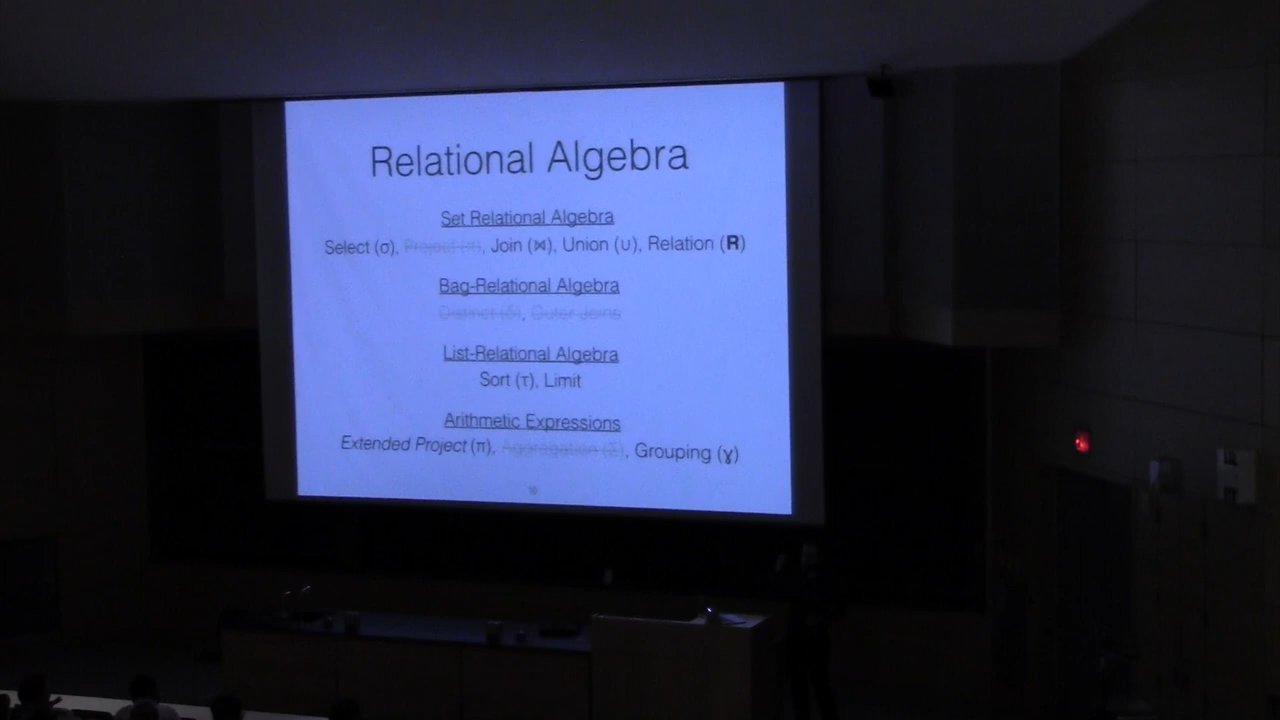 Relational Algebra
Set Relational Algebra
Select (σ), Project (π), Join (⋈), Union (∪), Relation (R)
Bag-Relational Algebra
Distinct (δ), Outer Joins
List-Relational Algebra
Sort (τ), Limit
Arithmetic Expressions
Extended Project (π), Aggregation (Σ), Grouping (ɣ)
10